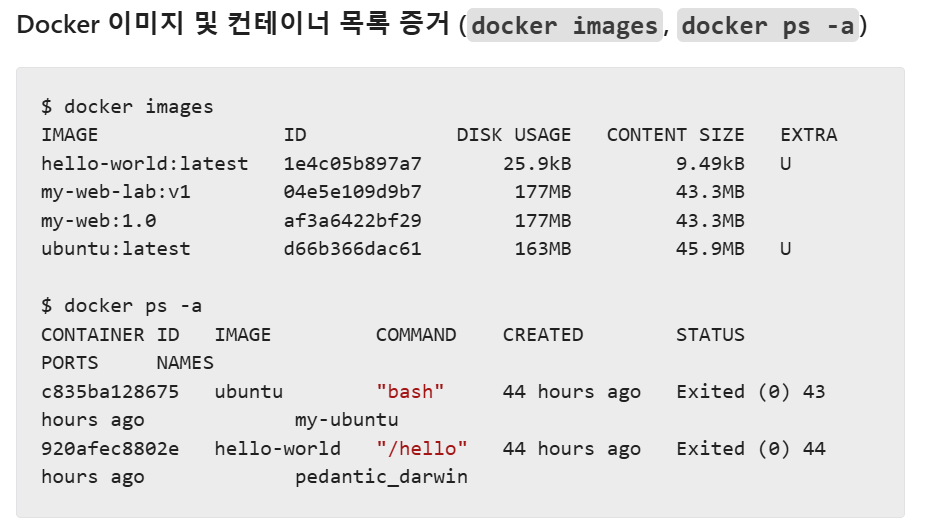 Docker 이미지 및 컨테이너 목록 증거 (docker images, docker ps -a)
$ docker images
IMAGE                ID             DISK USAGE   CONTENT SIZE   EXTRA
hello-world:latest   1e4c05b897a7       25.9kB         9.49kB   U
my-web-lab:v1        04e5e109d9b7        177MB         43.3MB
my-web:1.0           af3a6422bf29        177MB         43.3MB
ubuntu:latest        d66b366dac61        163MB         45.9MB   U
$ docker ps -a
CONTAINER ID   IMAGE         COMMAND    CREATED        STATUS
PORTS     NAMES
c835ba128675   ubuntu        "bash"     44 hours ago   Exited (0) 43
hours ago             my-ubuntu
920afec8802e   hello-world   "/hello"   44 hours ago   Exited (0) 44
hours ago             pedantic_darwin